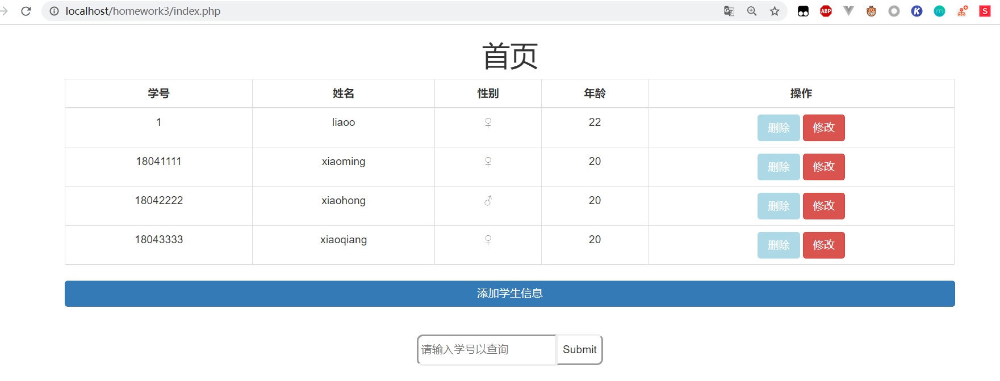 localhost/homework3/index.php
首页
学号 姓名 性别 年龄 操作
1 liaoo ♀ 22 删除 修改
18041111 xiaoming ♀ 20 删除 修改
18042222 xiaohong ♂ 20 删除 修改
18043333 xiaoqiang ♀ 20 删除 修改
添加学生信息
请输入学号以查询 Submit